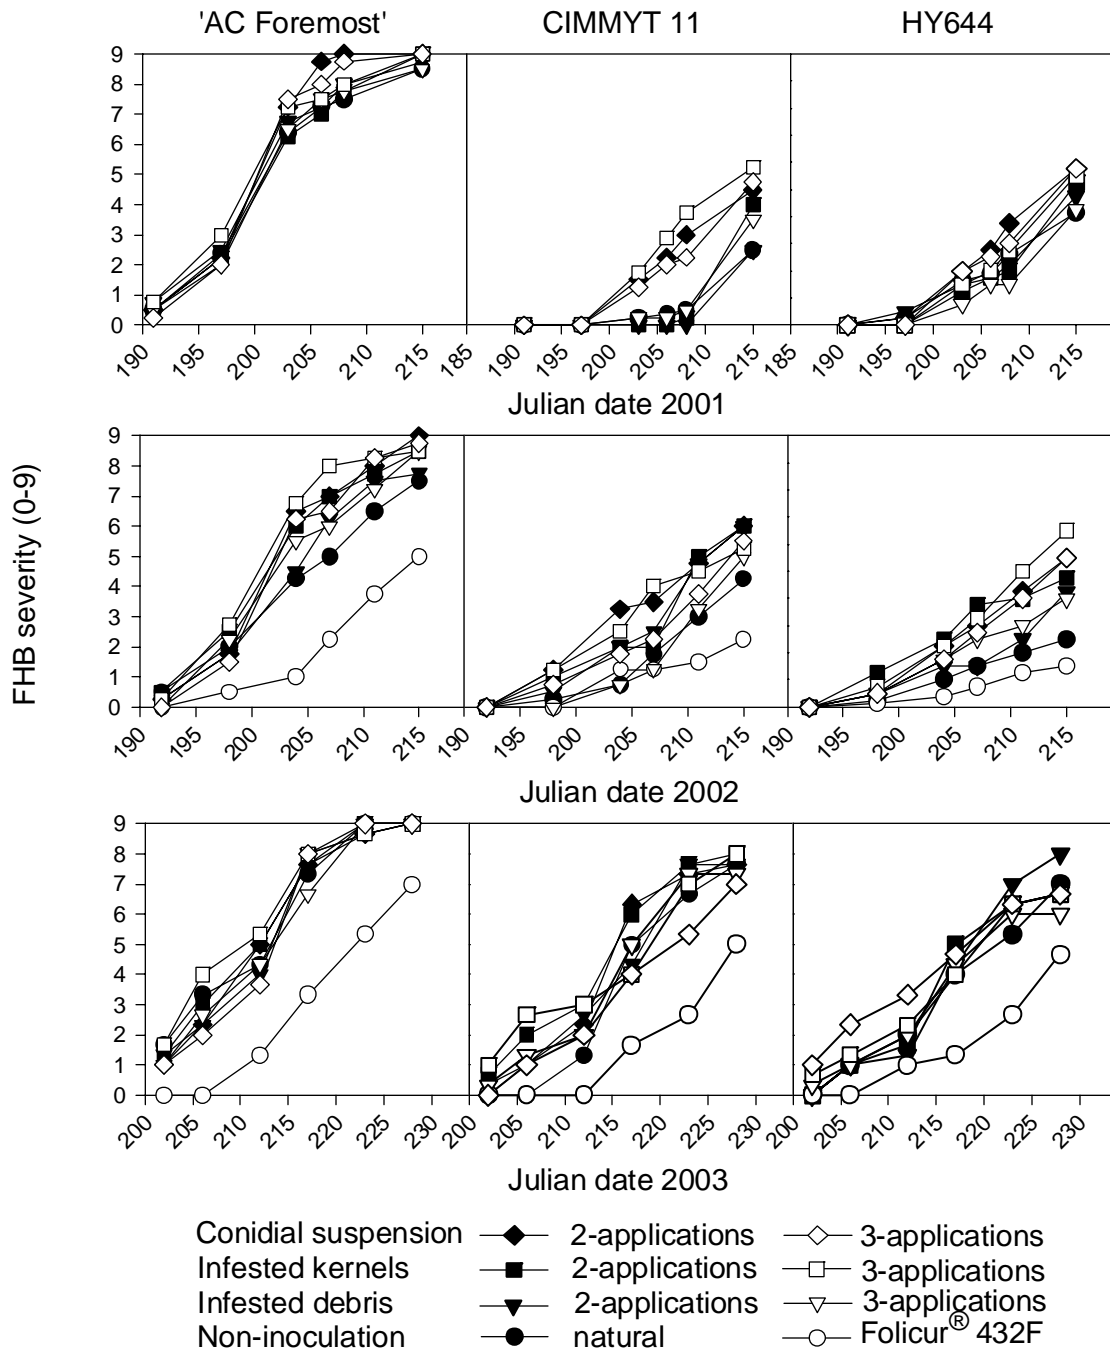 'AC Foremost' CIMMYT 11 HY644
9
8
7
6
5
4
3
2
1
0
190 195 200 205 210 215 185 190 195 200 205 210 215 185 190 195 200 205 210 215
Julian date 2001
FHB severity (0-9)
9
8
7
6
5
4
3
2
1
0
190 195 200 205 210 215 190 195 200 205 210 215 190 195 200 205 210 215
Julian date 2002
9
8
7
6
5
4
3
2
1
0
200 205 210 215 220 225 230 200 205 210 215 220 225 230 200 205 210 215 220 225 230
Julian date 2003
Conidial suspension 2-applications 3-applications
Infested kernels 2-applications 3-applications
Infested debris 2-applications 3-applications
Non-inoculation natural Folicur® 432F